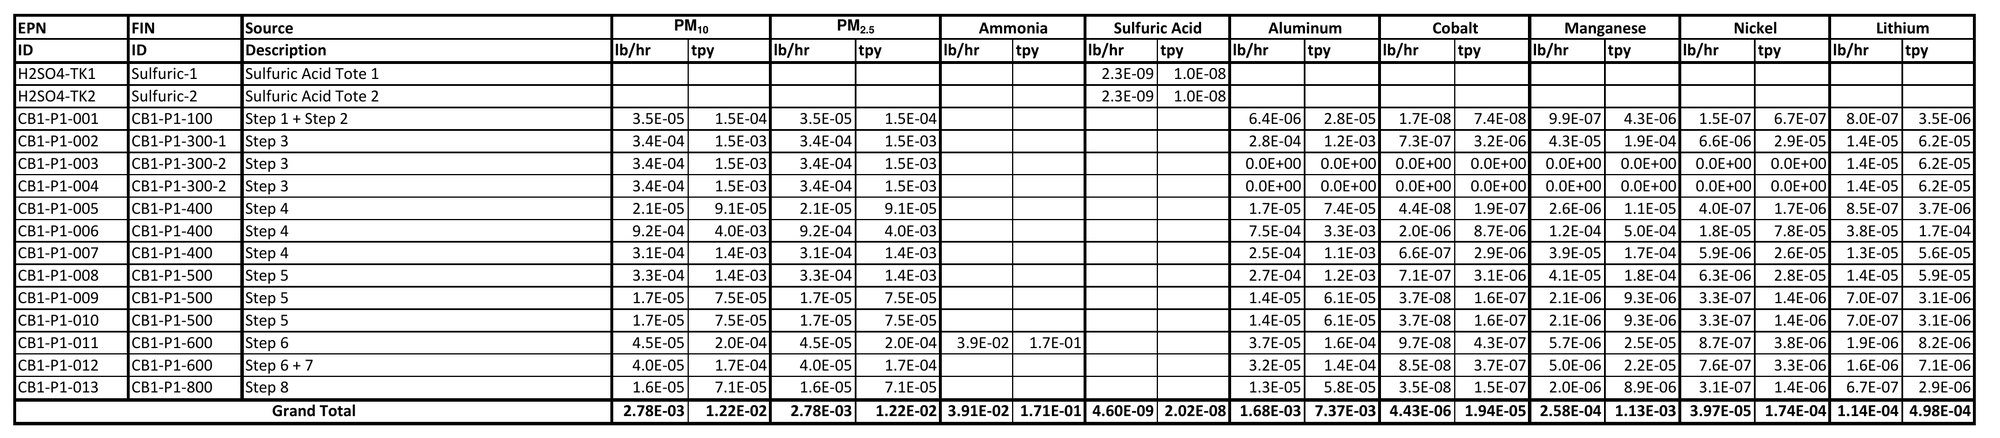 EPN FIN Source PM10 PM2.5 Ammonia Sulfuric Acid Aluminum Cobalt Manganese Nickel Lithium
ID ID Description lb/hr tpy lb/hr tpy lb/hr tpy lb/hr tpy lb/hr tpy lb/hr tpy lb/hr tpy lb/hr tpy lb/hr tpy
H2SO4-TK1 Sulfuric-1 Sulfuric Acid Tote 1 2.3E-09 1.0E-08
H2SO4-TK2 Sulfuric-2 Sulfuric Acid Tote 2 2.3E-09 1.0E-08
CB1-P1-001 CB1-P1-100 Step 1 + Step 2 3.5E-05 1.5E-04 3.5E-05 1.5E-04 6.4E-06 2.8E-05 1.7E-08 7.4E-08 9.9E-07 4.3E-06 1.5E-07 6.7E-07 8.0E-07 3.5E-06
CB1-P1-002 CB1-P1-300-1 Step 3 3.4E-04 1.5E-03 3.4E-04 1.5E-03 2.8E-04 1.2E-03 7.3E-07 3.2E-06 4.3E-05 1.9E-04 6.6E-06 2.9E-05 1.4E-05 6.2E-05
CB1-P1-003 CB1-P1-300-2 Step 3 3.4E-04 1.5E-03 3.4E-04 1.5E-03 0.0E+00 0.0E+00 0.0E+00 0.0E+00 0.0E+00 0.0E+00 0.0E+00 0.0E+00 1.4E-05 6.2E-05
CB1-P1-004 CB1-P1-300-2 Step 3 3.4E-04 1.5E-03 3.4E-04 1.5E-03 0.0E+00 0.0E+00 0.0E+00 0.0E+00 0.0E+00 0.0E+00 0.0E+00 0.0E+00 1.4E-05 6.2E-05
CB1-P1-005 CB1-P1-400 Step 4 2.1E-05 9.1E-05 2.1E-05 9.1E-05 1.7E-05 7.4E-05 4.4E-08 1.9E-07 2.6E-06 1.1E-05 4.0E-07 1.7E-06 8.5E-07 3.7E-06
CB1-P1-006 CB1-P1-400 Step 4 9.2E-04 4.0E-03 9.2E-04 4.0E-03 7.5E-04 3.3E-03 2.0E-06 8.7E-06 1.2E-04 5.0E-04 1.8E-05 7.8E-05 3.8E-05 1.7E-04
CB1-P1-007 CB1-P1-400 Step 4 3.1E-04 1.4E-03 3.1E-04 1.4E-03 2.5E-04 1.1E-03 6.6E-07 2.9E-06 3.9E-05 1.7E-04 5.9E-06 2.6E-05 1.3E-05 5.6E-05
CB1-P1-008 CB1-P1-500 Step 5 3.3E-04 1.4E-03 3.3E-04 1.4E-03 2.7E-04 1.2E-03 7.1E-07 3.1E-06 4.1E-05 1.8E-04 6.3E-06 2.8E-05 1.4E-05 5.9E-05
CB1-P1-009 CB1-P1-500 Step 5 1.7E-05 7.5E-05 1.7E-05 7.5E-05 1.4E-05 6.1E-05 3.7E-08 1.6E-07 2.1E-06 9.3E-06 3.3E-07 1.4E-06 7.0E-07 3.1E-06
CB1-P1-010 CB1-P1-500 Step 5 1.7E-05 7.5E-05 1.7E-05 7.5E-05 1.4E-05 6.1E-05 3.7E-08 1.6E-07 2.1E-06 9.3E-06 3.3E-07 1.4E-06 7.0E-07 3.1E-06
CB1-P1-011 CB1-P1-600 Step 6 4.5E-05 2.0E-04 4.5E-05 2.0E-04 3.9E-02 1.7E-01 3.7E-05 1.6E-04 9.7E-08 4.3E-07 5.7E-06 2.5E-05 8.7E-07 3.8E-06 1.9E-06 8.2E-06
CB1-P1-012 CB1-P1-600 Step 6 + 7 4.0E-05 1.7E-04 4.0E-05 1.7E-04 3.2E-05 1.4E-04 8.5E-08 3.7E-07 5.0E-06 2.2E-05 7.6E-07 3.3E-06 1.6E-06 7.1E-06
CB1-P1-013 CB1-P1-800 Step 8 1.6E-05 7.1E-05 1.6E-05 7.1E-05 1.3E-05 5.8E-05 3.5E-08 1.5E-07 2.0E-06 8.9E-06 3.1E-07 1.4E-06 6.7E-07 2.9E-06
Grand Total 2.78E-03 1.22E-02 2.78E-03 1.22E-02 3.91E-02 1.71E-01 4.60E-09 2.02E-08 1.68E-03 7.37E-03 4.43E-06 1.94E-05 2.58E-04 1.13E-03 3.97E-05 1.74E-04 1.14E-04 4.98E-04